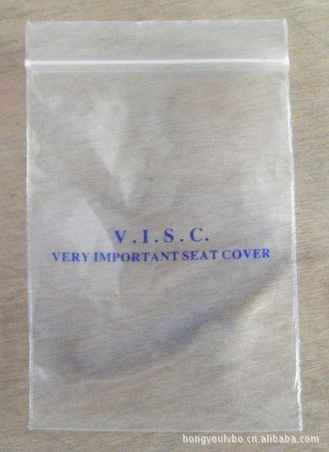 V.I.S.C.
VERY IMPORTANT SEAT COVER
hongyoulvbo.cn.alibaba.com